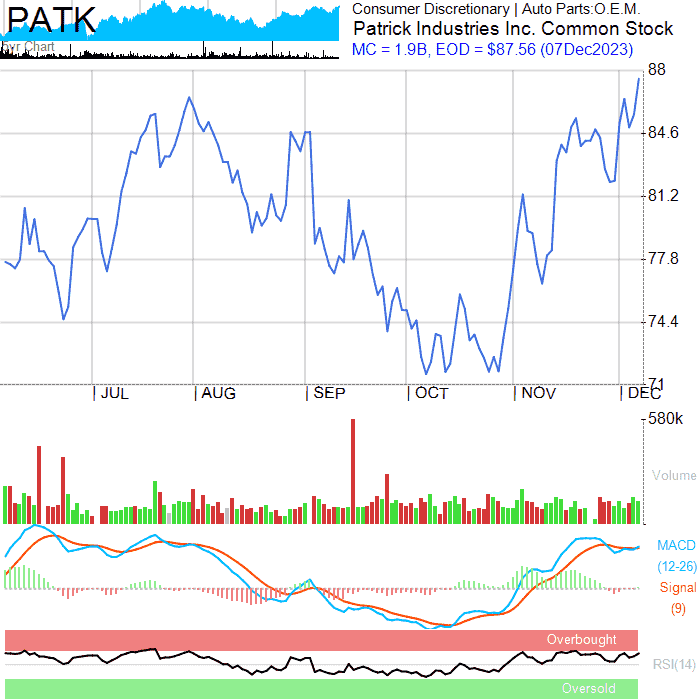 PATK
5yr Chart
Consumer Discretionary | Auto Parts:O.E.M.
Patrick Industries Inc. Common Stock
MC = 1.9B, EOD = $87.56 (07Dec2023)
88
84.6
81.2
77.8
74.4
71
| JUL | AUG | SEP | OCT | NOV | DEC
580k
Volume
MACD
(12-26)
Signal
(9)
Overbought
RSI(14)
Oversold